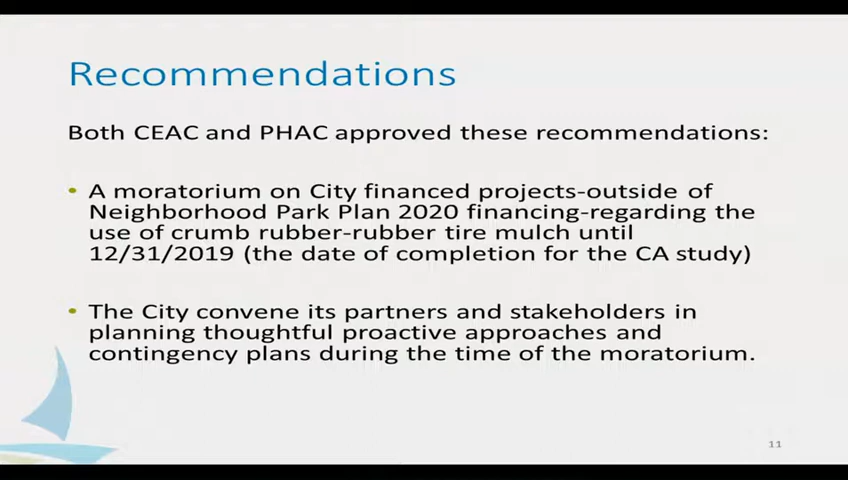 Recommendations
Both CEAC and PHAC approved these recommendations:
• A moratorium on City financed projects-outside of
Neighborhood Park Plan 2020 financing-regarding the
use of crumb rubber-rubber tire mulch until
12/31/2019 (the date of completion for the CA study)
• The City convene its partners and stakeholders in
planning thoughtful proactive approaches and
contingency plans during the time of the moratorium.
11